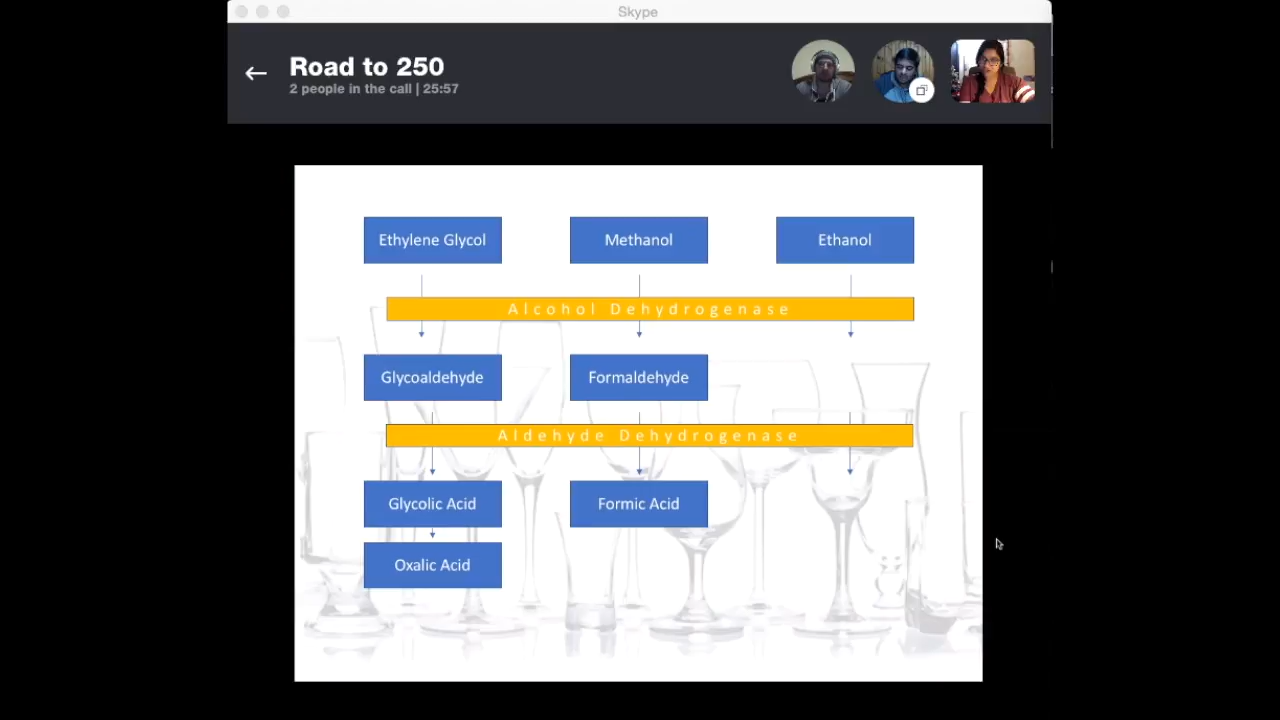 Skype
Road to 250
2 people in the call | 25:57
Ethylene Glycol
Methanol
Ethanol
Alcohol Dehydrogenase
Glycoaldehyde
Formaldehyde
Aldehyde Dehydrogenase
Glycolic Acid
Formic Acid
Oxalic Acid